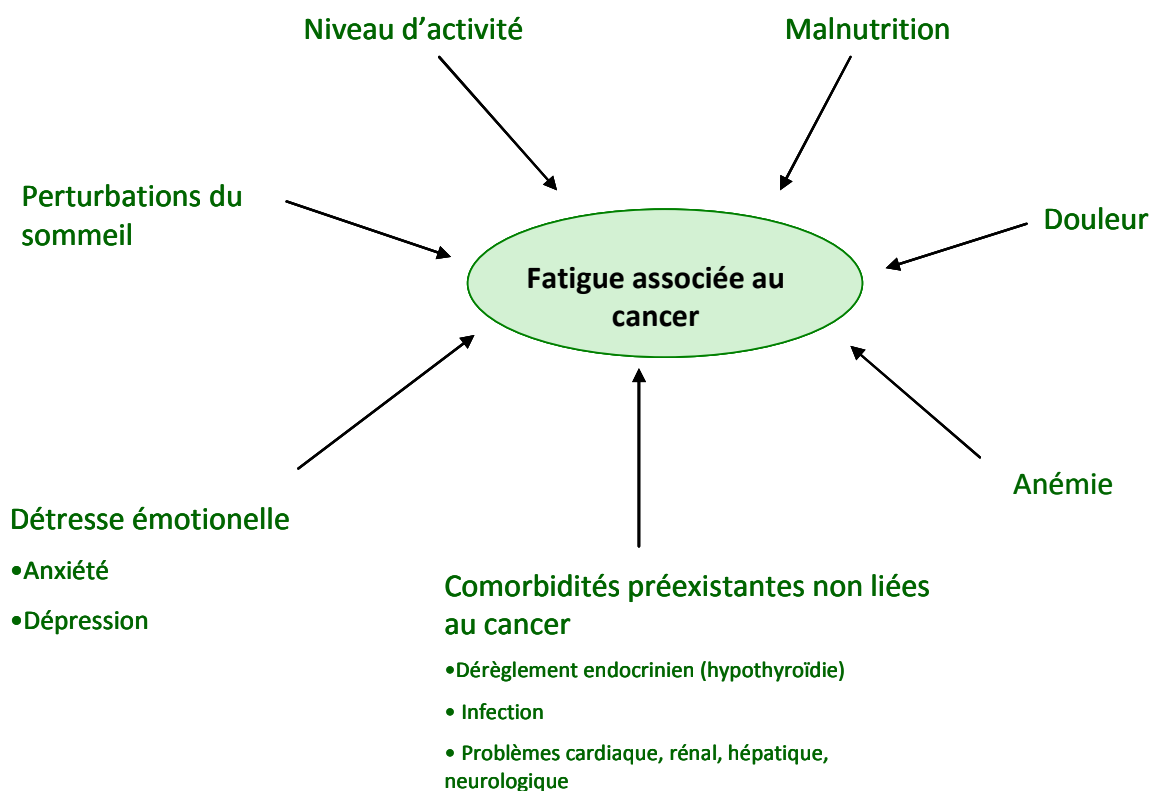 Niveau d’activité
Malnutrition
Perturbations du
sommeil
Douleur
Fatigue associée au
cancer
Anémie
Détresse émotionelle
•Anxiété
•Dépression
Comorbidités préexistantes non liées
au cancer
•Dérèglement endocrinien (hypothyroïdie)
• Infection
• Problèmes cardiaque, rénal, hépatique,
neurologique